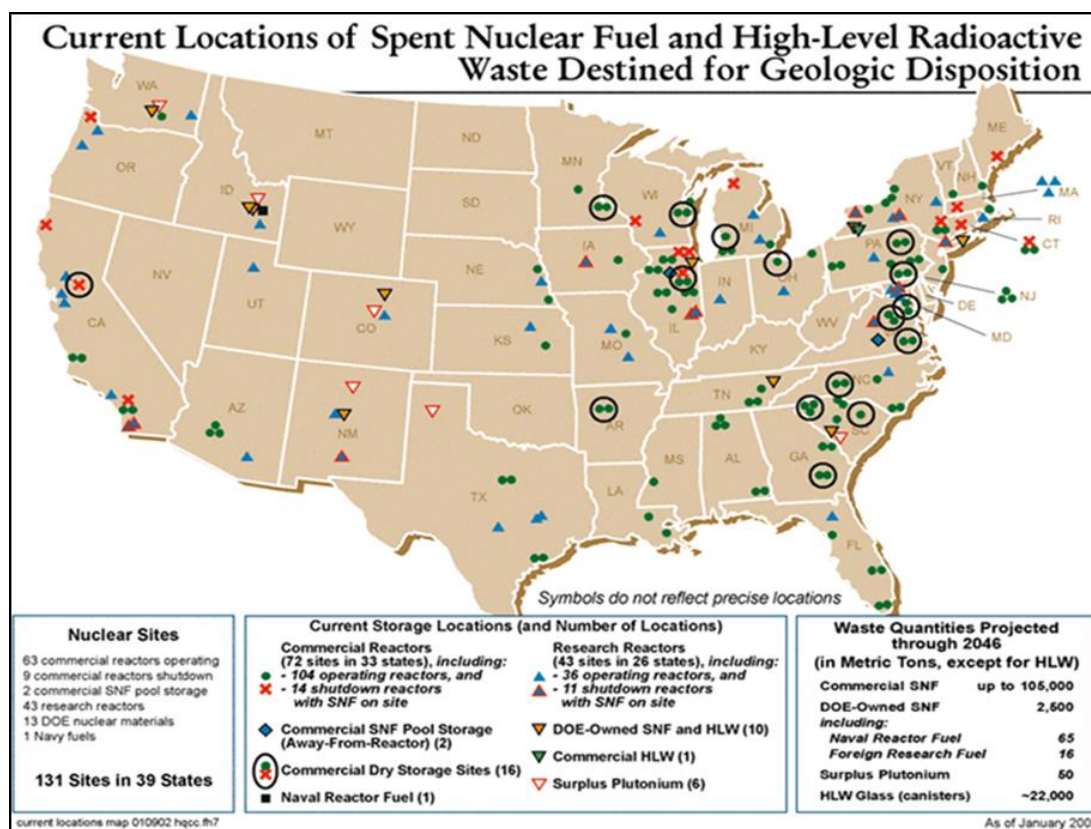 Current Locations of Spent Nuclear Fuel and High-Level Radioactive
Waste Destined for Geologic Disposition
WA
MT
ND
MN
ME
OR
ID
SD
WI
VT
NH
NY
MA
WY
MI
RI
CT
IA
PA
NE
NV
OH
NJ
UT
IL
IN
DE
CA
CO
WV
MD
KS
MO
KY
NC
TN
AZ
OK
NM
AR
SC
MS
AL
GA
TX
LA
FL
Symbols do not reflect precise locations
Nuclear Sites
63 commercial reactors operating
9 commercial reactors shutdown
2 commercial SNF pool storage
43 research reactors
13 DOE nuclear materials
1 Navy fuels
131 Sites in 39 States
Current Storage Locations (and Number of Locations)
Commercial Reactors
(72 sites in 33 states), including:
- 104 operating reactors, and
- 14 shutdown reactors
with SNF on site
Commercial SNF Pool Storage
(Away-From-Reactor) (2)
Commercial Dry Storage Sites (16)
Naval Reactor Fuel (1)
Research Reactors
(43 sites in 26 states), including:
- 36 operating reactors, and
- 11 shutdown reactors
with SNF on site
DOE-Owned SNF and HLW (10)
Commercial HLW (1)
Surplus Plutonium (6)
Waste Quantities Projected
through 2046
(in Metric Tons, except for HLW)
Commercial SNF up to 105,000
DOE-Owned SNF 2,500
including:
Naval Reactor Fuel 65
Foreign Research Fuel 16
Surplus Plutonium 50
HLW Glass (canisters) ~22,000
current locations map 010902 hqcc.fh7
As of January 200